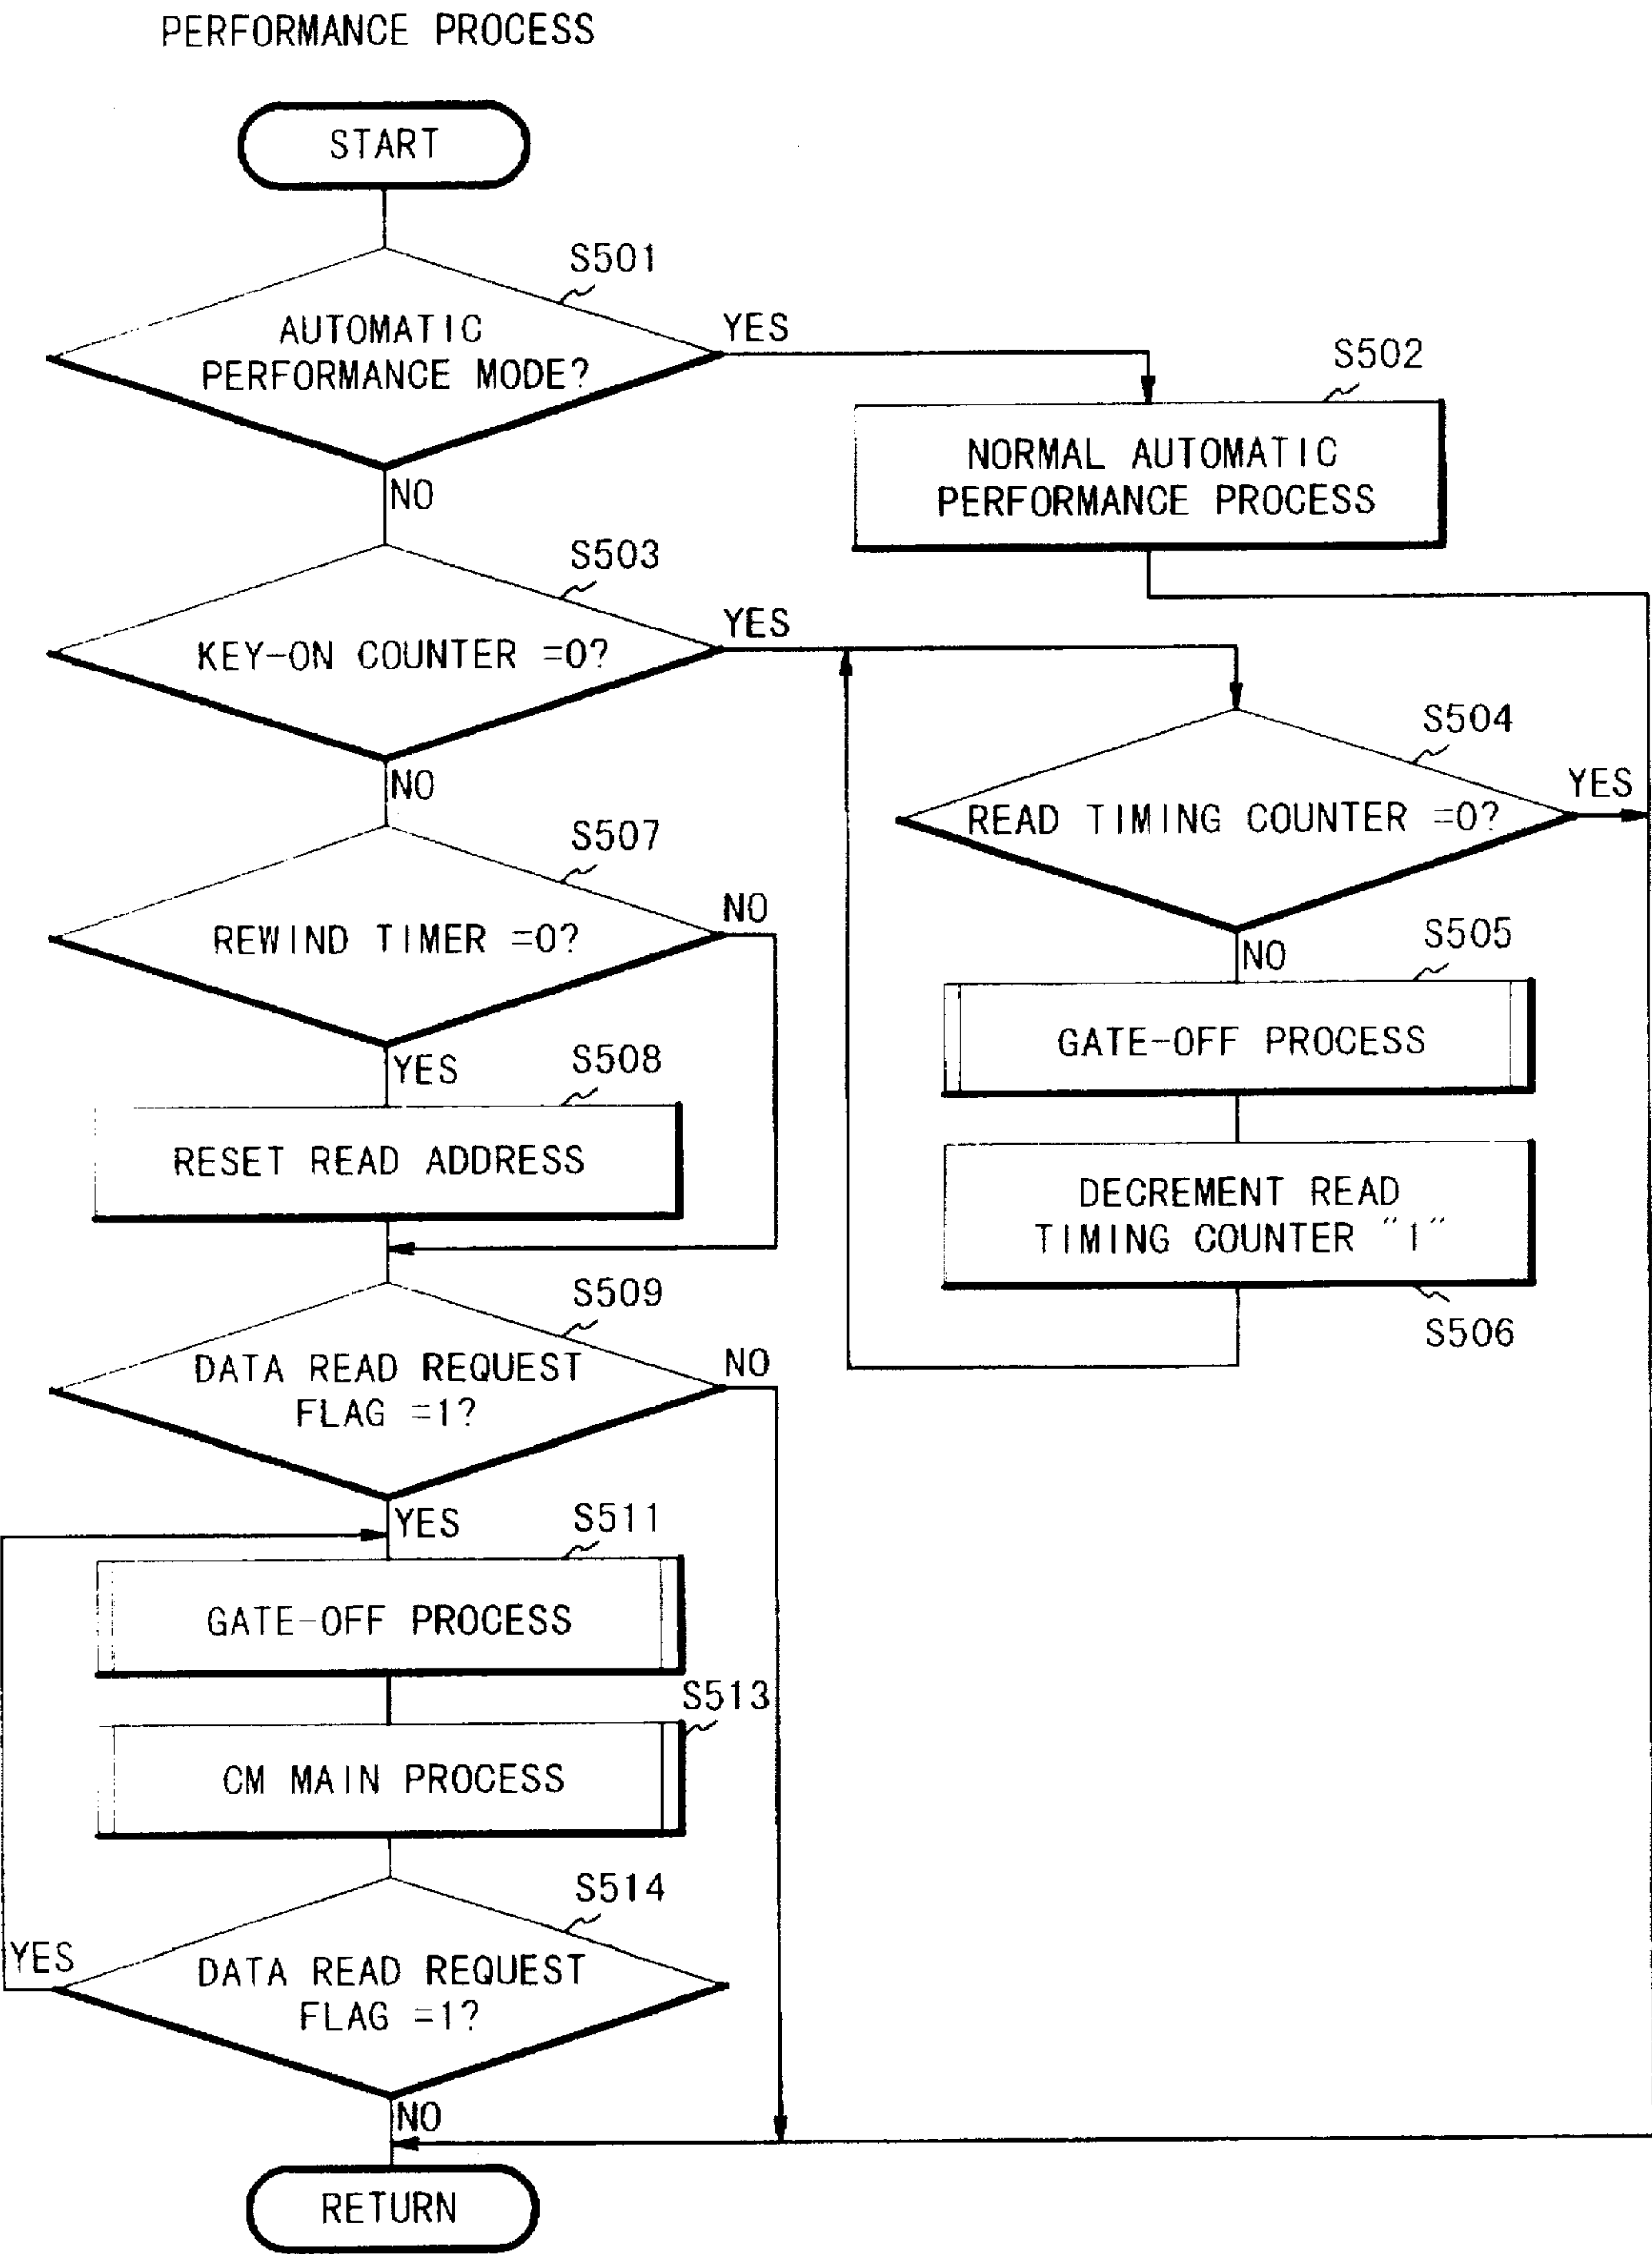 PERFORMANCE PROCESS
START
S501
AUTOMATIC
PERFORMANCE MODE?
YES
NO
S502
NORMAL AUTOMATIC
PERFORMANCE PROCESS
S503
KEY-ON COUNTER =0?
YES
NO
S504
READ TIMING COUNTER =0?
YES
NO
S505
GATE-OFF PROCESS
DECREMENT READ
TIMING COUNTER "1"
S506
S507
REWIND TIMER =0?
NO
YES
S508
RESET READ ADDRESS
S509
DATA READ REQUEST
FLAG =1?
NO
YES
S511
GATE-OFF PROCESS
S513
CM MAIN PROCESS
S514
DATA READ REQUEST
FLAG =1?
YES
NO
RETURN